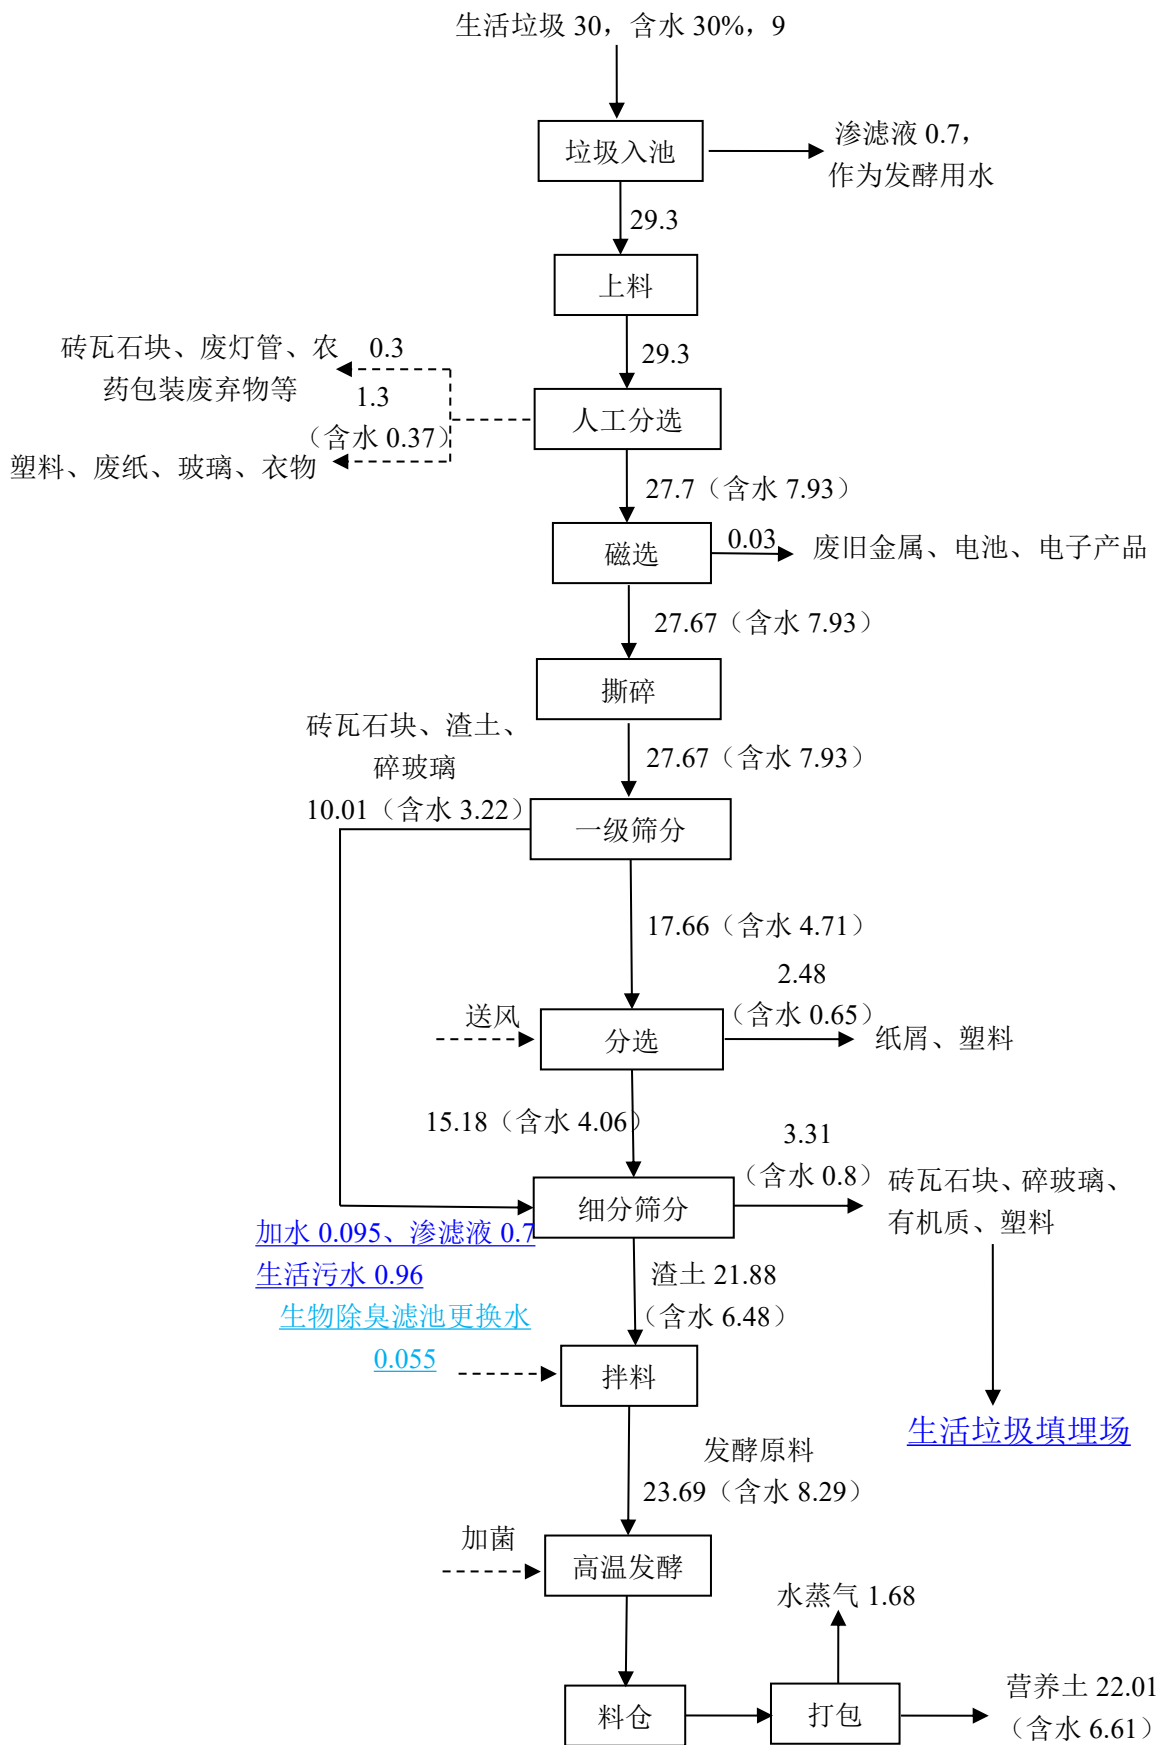 生活垃圾 30，含水 30%，9
垃圾入池
渗滤液 0.7，
作为发酵用水
29.3
上料
砖瓦石块、废灯管、农
药包装废弃物等
0.3
29.3
1.3
（含水 0.37）
人工分选
塑料、废纸、玻璃、衣物
27.7（含水 7.93）
磁选
0.03
废旧金属、电池、电子产品
27.67（含水 7.93）
撕碎
砖瓦石块、渣土、
碎玻璃
10.01（含水 3.22）
27.67（含水 7.93）
一级筛分
17.66（含水 4.71）
2.48
（含水 0.65）
送风
分选
纸屑、塑料
15.18（含水 4.06）
3.31
（含水 0.8）
细分筛分
砖瓦石块、碎玻璃、
有机质、塑料
加水 0.095、渗滤液 0.7
生活污水 0.96
渣土 21.88
（含水 6.48）
生物除臭滤池更换水
0.055
拌料
生活垃圾填埋场
发酵原料
23.69（含水 8.29）
加菌
高温发酵
水蒸气 1.68
料仓
打包
营养土 22.01
（含水 6.61）